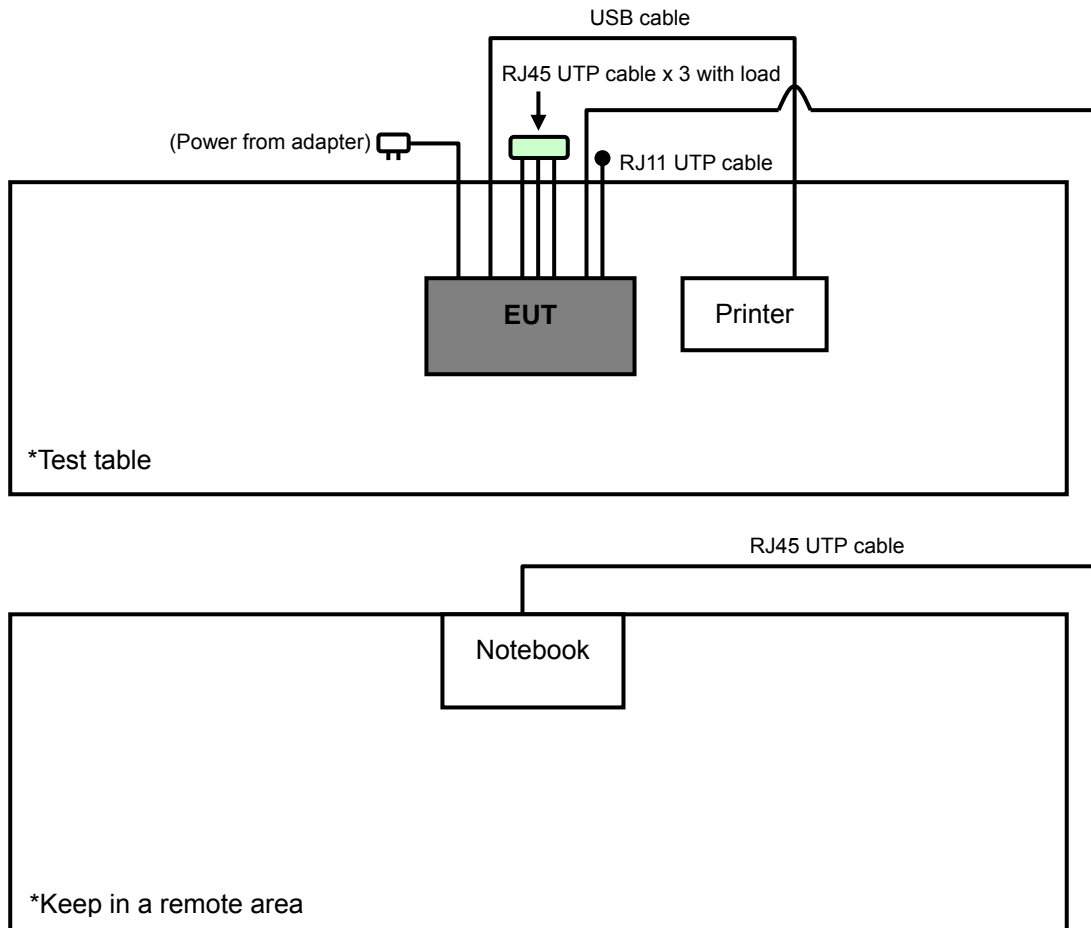 USB cable
RJ45 UTP cable x 3 with load
(Power from adapter)
RJ11 UTP cable
EUT
Printer
*Test table
RJ45 UTP cable
Notebook
*Keep in a remote area